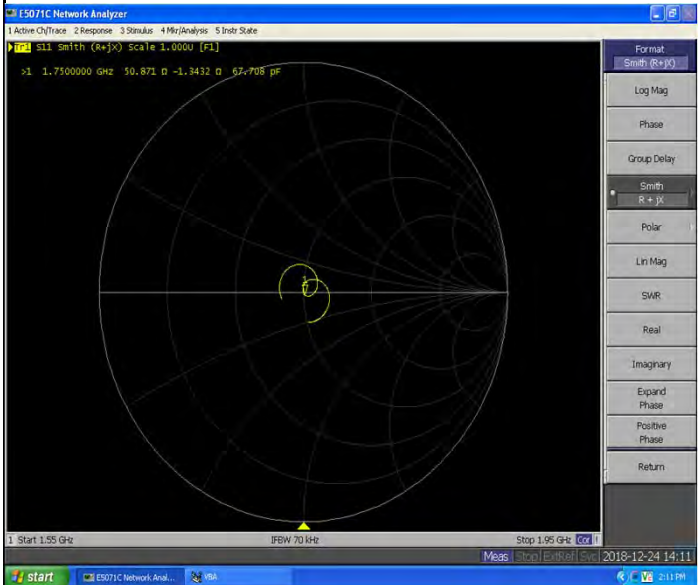 E5071C Network Analyzer
1 Active Ch/Trace 2 Response 3 Stimulus 4 Mkr/Analysis 5 Instr State
Tr1 S11 Smith (R+jX) Scale 1.000U [F1]
>1 1.7500000 GHz 50.871 Ω -1.3432 Ω 67.708 pF
1
Format
Smith (R+jX)
Log Mag
Phase
Group Delay
Smith
R + jX
Polar
Lin Mag
SWR
Real
Imaginary
Expand
Phase
Positive
Phase
Return
1 Start 1.55 GHz IFBW 70 kHz Stop 1.95 GHz Cor !
Meas Stop ExtRef Svc 2018-12-24 14:11
start E5071C Network Anal... VBA 2:11 PM